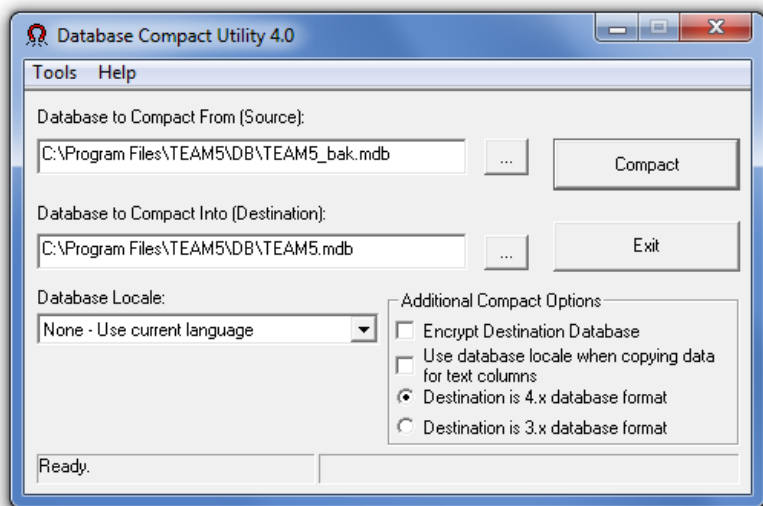 Database Compact Utility 4.0
Tools Help
Database to Compact From (Source):
C:\Program Files\TEAM5\DB\TEAM5_bak.mdb
...
Compact
Database to Compact Into (Destination):
C:\Program Files\TEAM5\DB\TEAM5.mdb
...
Exit
Database Locale:
None - Use current language
Additional Compact Options
Encrypt Destination Database
Use database locale when copying data
for text columns
Destination is 4.x database format
Destination is 3.x database format
Ready.